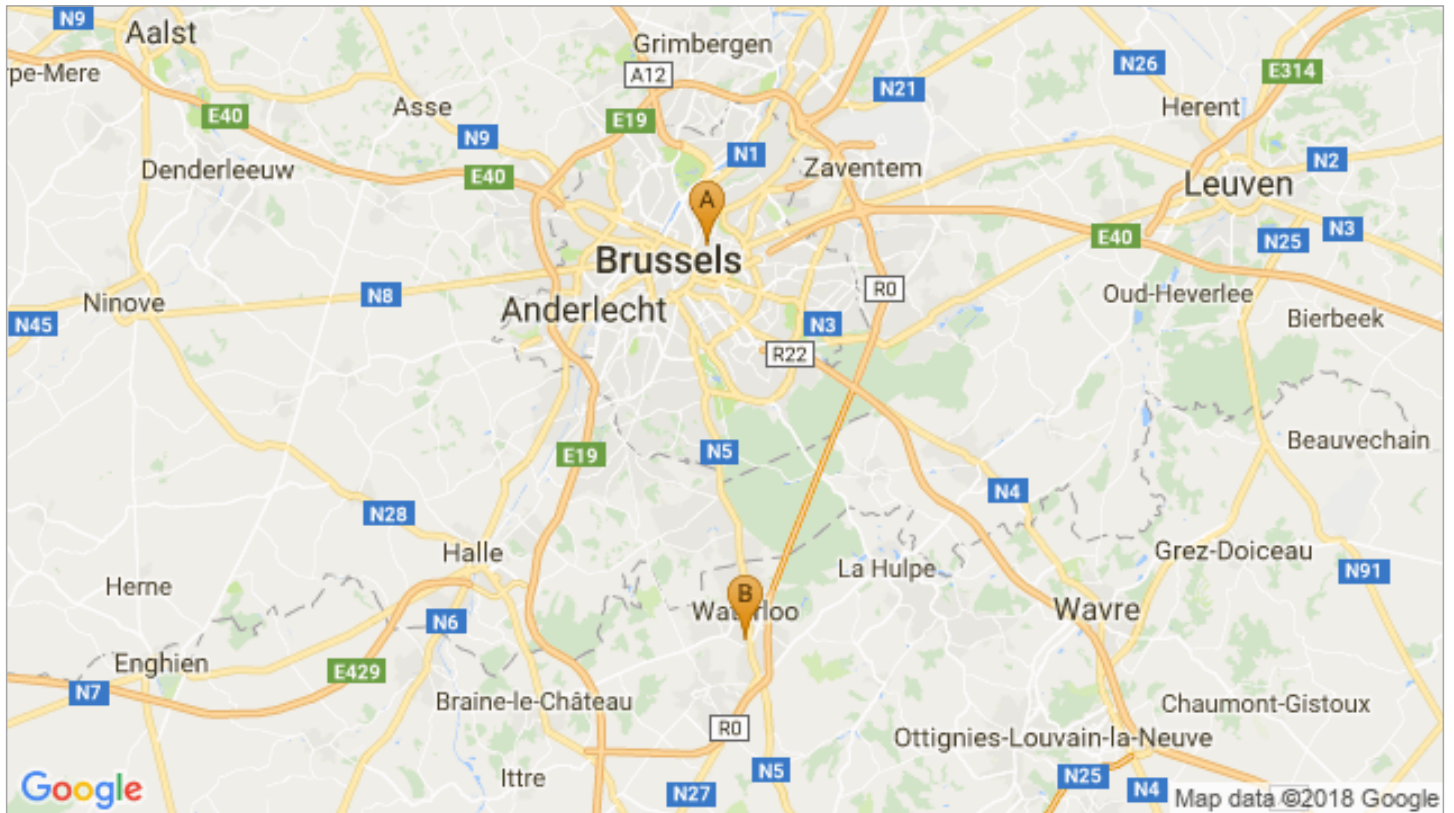 N9
Aalst
Grimbergen
A12
N26
E314
rpe-Mere
N21
Asse
Herent
E40
E19
N9
N1
N2
Denderleeuw
E40
Zaventem
Leuven
A
N3
E40
N25
Brussels
R0
Oud-Heverlee
N8
Ninove
Anderlecht
N45
N3
Bierbeek
R22
N5
E19
Beauvechain
N4
N28
Halle
Grez-Doiceau
La Hulpe
N91
Herne
B
Waterloo
Wavre
N6
Enghien
E429
N7
Braine-le-Château
Chaumont-Gistoux
R0
Ottignies-Louvain-la-Neuve
Ittre
N5
N25
N27
N4
Google
Map data ©2018 Google